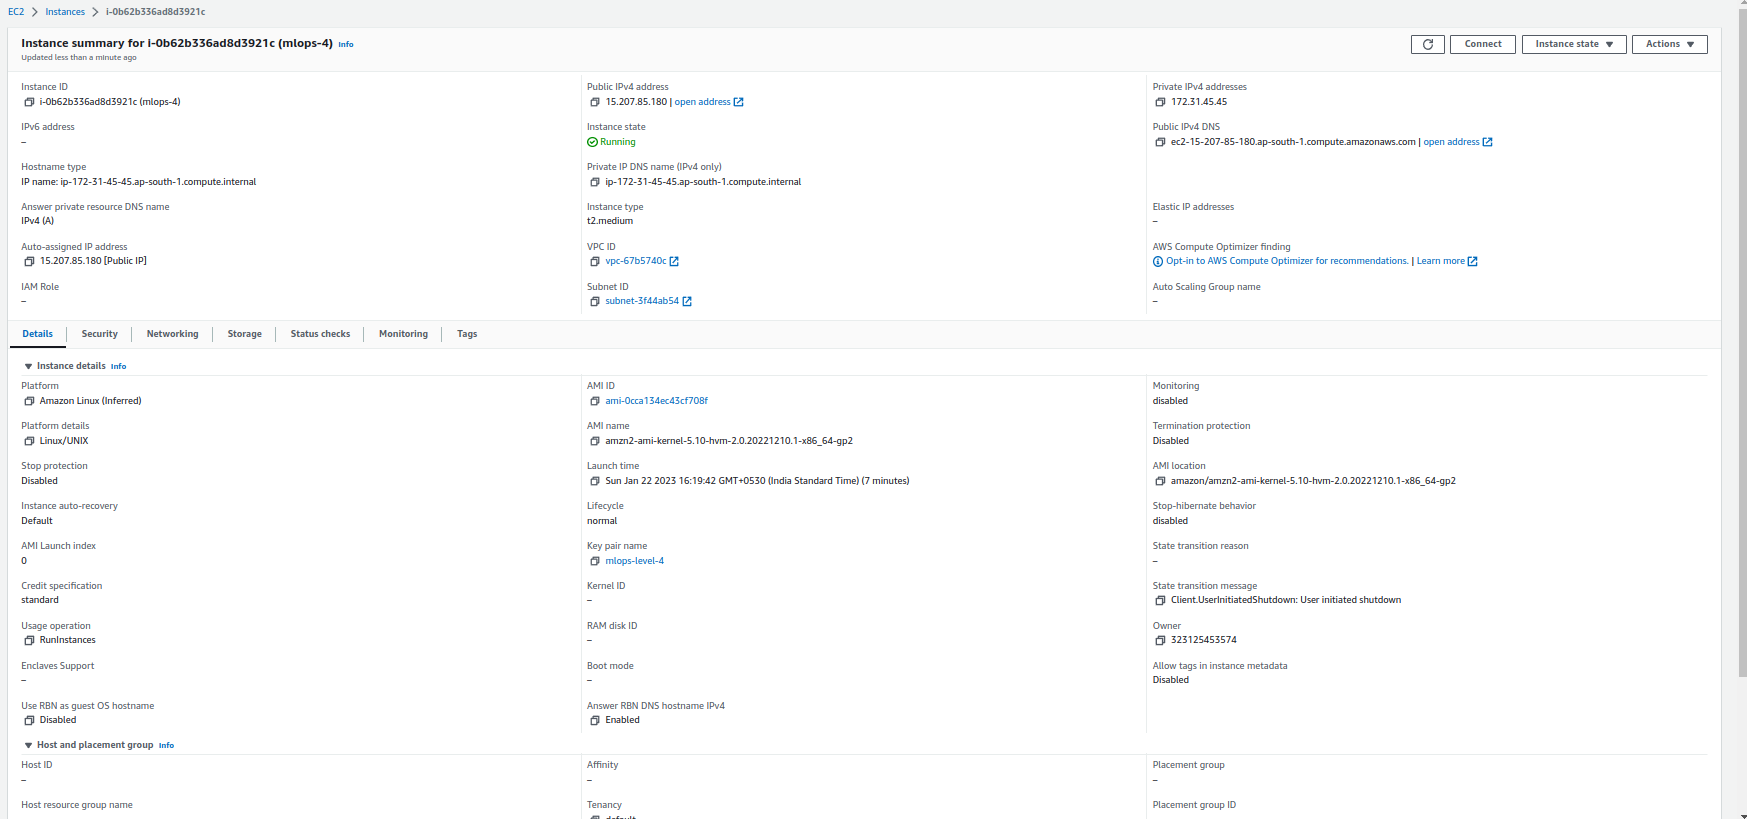 EC2 > Instances > i-0b62b336ad8d3921c
Instance summary for i-0b62b336ad8d3921c (mlops-4) Info
Updated less than a minute ago
Connect
Instance state
Actions
Instance ID
i-0b62b336ad8d3921c (mlops-4)
Public IPv4 address
15.207.85.180 | open address
Private IPv4 addresses
172.31.45.45
IPv6 address
–
Instance state
Running
Public IPv4 DNS
ec2-15-207-85-180.ap-south-1.compute.amazonaws.com | open address
Hostname type
IP name: ip-172-31-45-45.ap-south-1.compute.internal
Private IP DNS name (IPv4 only)
ip-172-31-45-45.ap-south-1.compute.internal
Answer private resource DNS name
IPv4 (A)
Instance type
t2.medium
Elastic IP addresses
–
Auto-assigned IP address
15.207.85.180 [Public IP]
VPC ID
vpc-67b5740c
AWS Compute Optimizer finding
Opt-in to AWS Compute Optimizer for recommendations. | Learn more
IAM Role
–
Subnet ID
subnet-3f44ab54
Auto Scaling Group name
–
Details
Security
Networking
Storage
Status checks
Monitoring
Tags
Instance details Info
Platform
Amazon Linux (Inferred)
AMI ID
ami-0cca134ec43cf708f
Monitoring
disabled
Platform details
Linux/UNIX
AMI name
amzn2-ami-kernel-5.10-hvm-2.0.20221210.1-x86_64-gp2
Termination protection
Disabled
Stop protection
Disabled
Launch time
Sun Jan 22 2023 16:19:42 GMT+0530 (India Standard Time) (7 minutes)
AMI location
amazon/amzn2-ami-kernel-5.10-hvm-2.0.20221210.1-x86_64-gp2
Instance auto-recovery
Default
Lifecycle
normal
Stop-hibernate behavior
disabled
AMI Launch index
0
Key pair name
mlops-level-4
State transition reason
–
Credit specification
standard
Kernel ID
–
State transition message
Client.UserInitiatedShutdown: User initiated shutdown
Usage operation
RunInstances
RAM disk ID
–
Owner
323125453574
Enclaves Support
–
Boot mode
–
Allow tags in instance metadata
Disabled
Use RBN as guest OS hostname
Disabled
Answer RBN DNS hostname IPv4
Enabled
Host and placement group Info
Host ID
–
Affinity
–
Placement group
–
Host resource group name
Tenancy
default
Placement group ID